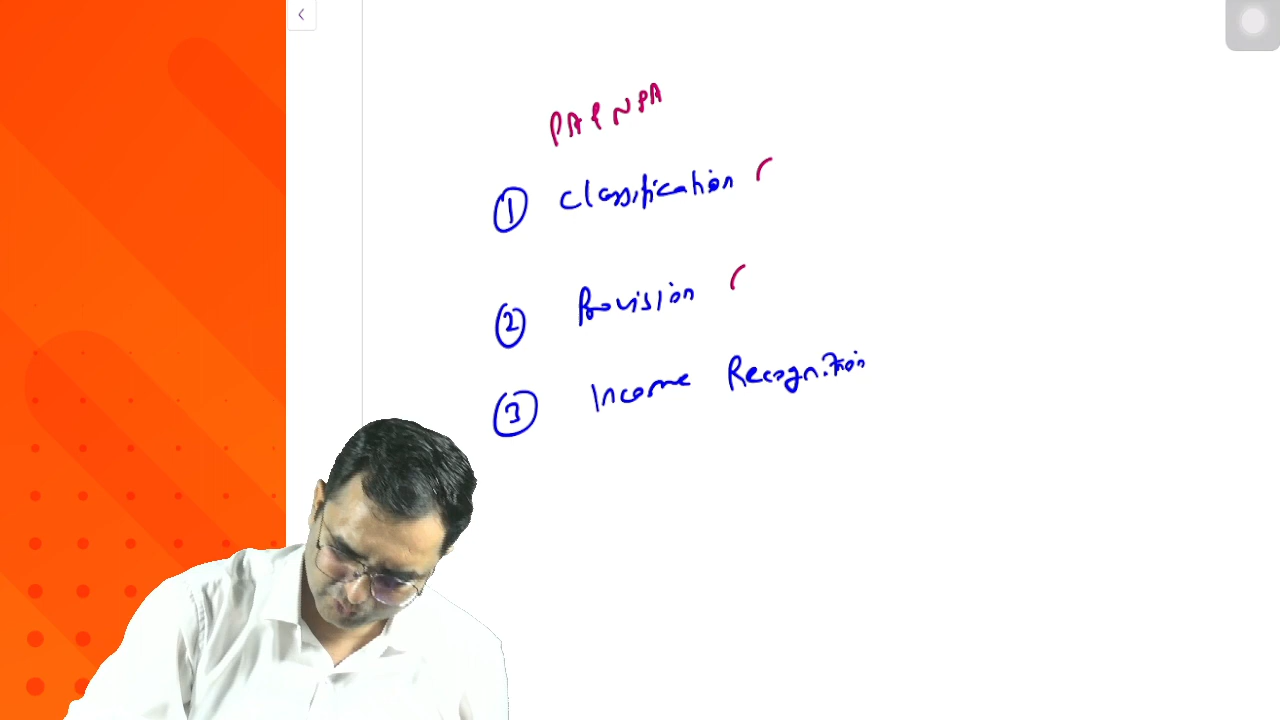 PA & NPA
① Classification (
② Provision (
③ Income Recognition